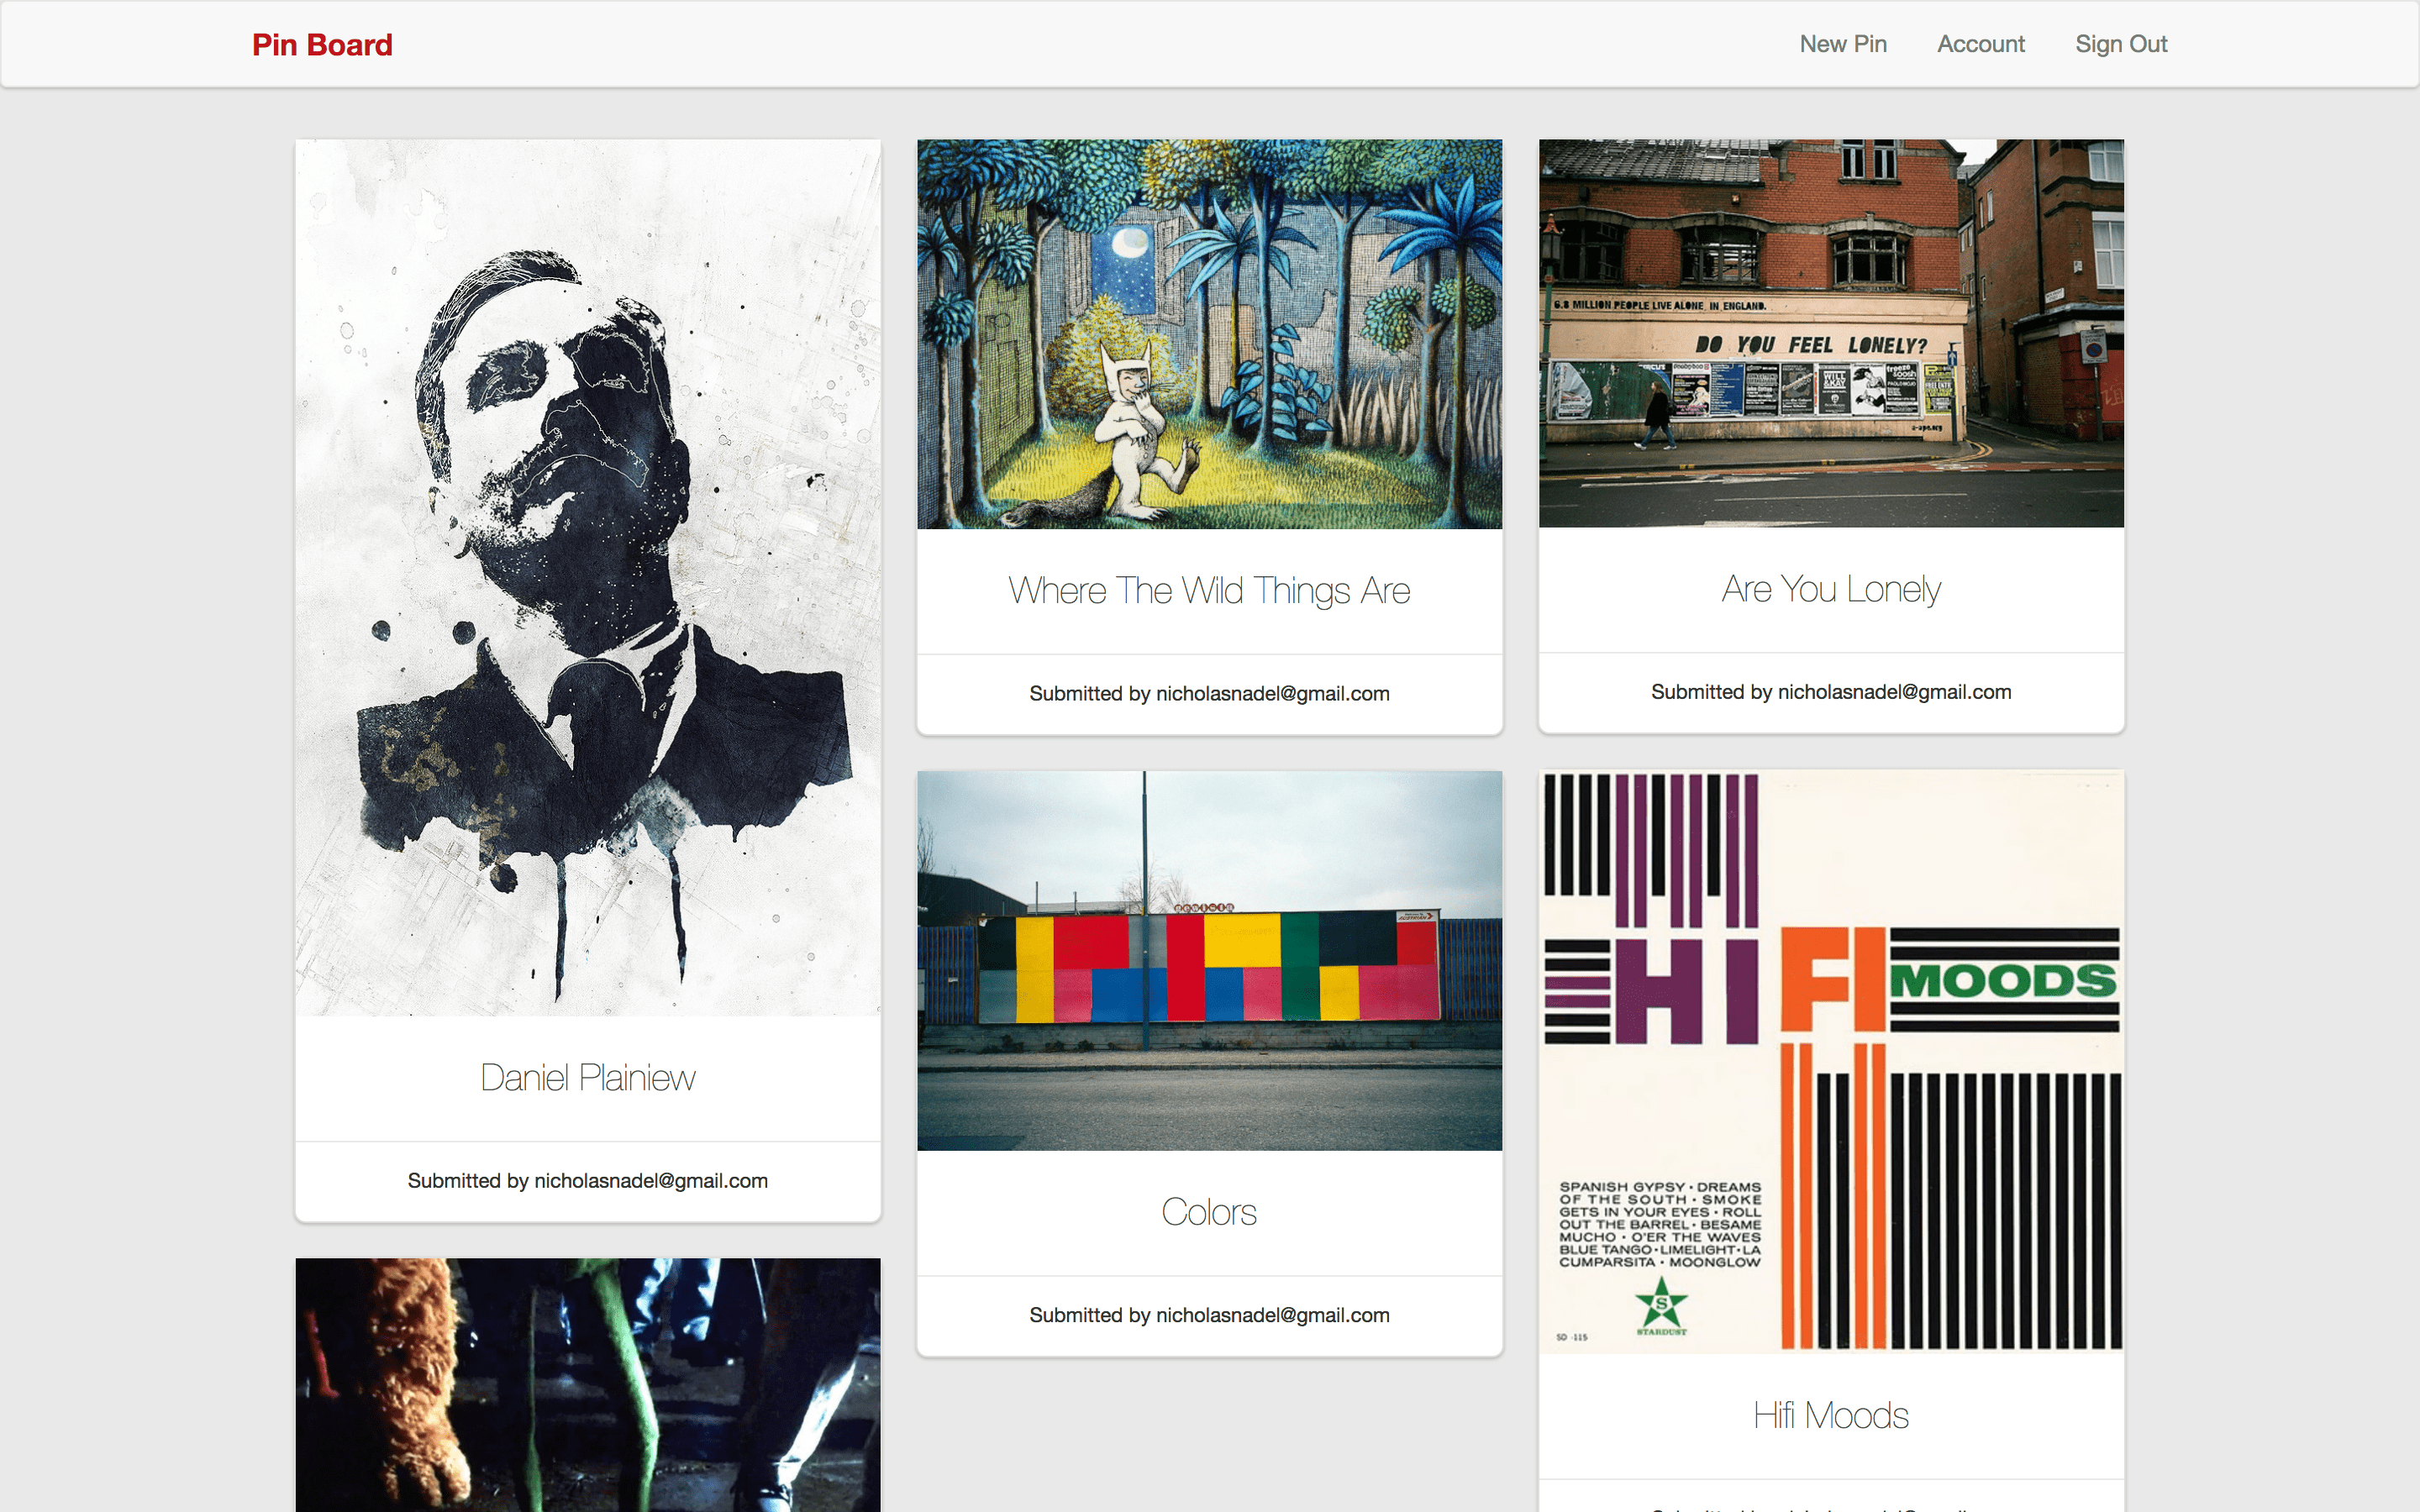 Pin Board
New Pin
Account
Sign Out
Daniel Plainiew
Submitted by nicholasnadel@gmail.com
Where The Wild Things Are
Submitted by nicholasnadel@gmail.com
Colors
Submitted by nicholasnadel@gmail.com
6.8 MILLION PEOPLE LIVE ALONE IN ENGLAND.
DO YOU FEEL LONELY?
WILL
&KAY
Are You Lonely
Submitted by nicholasnadel@gmail.com
HI FI MOODS
SPANISH GYPSY • DREAMS
OF THE SOUTH • SMOKE
GETS IN YOUR EYES • ROLL
OUT THE BARREL • BESAME
MUCHO • O'ER THE WAVES
BLUE TANGO • LIMELIGHT • LA
CUMPARSITA • MOONGLOW
S
STARDUST
SD-115
Hifi Moods